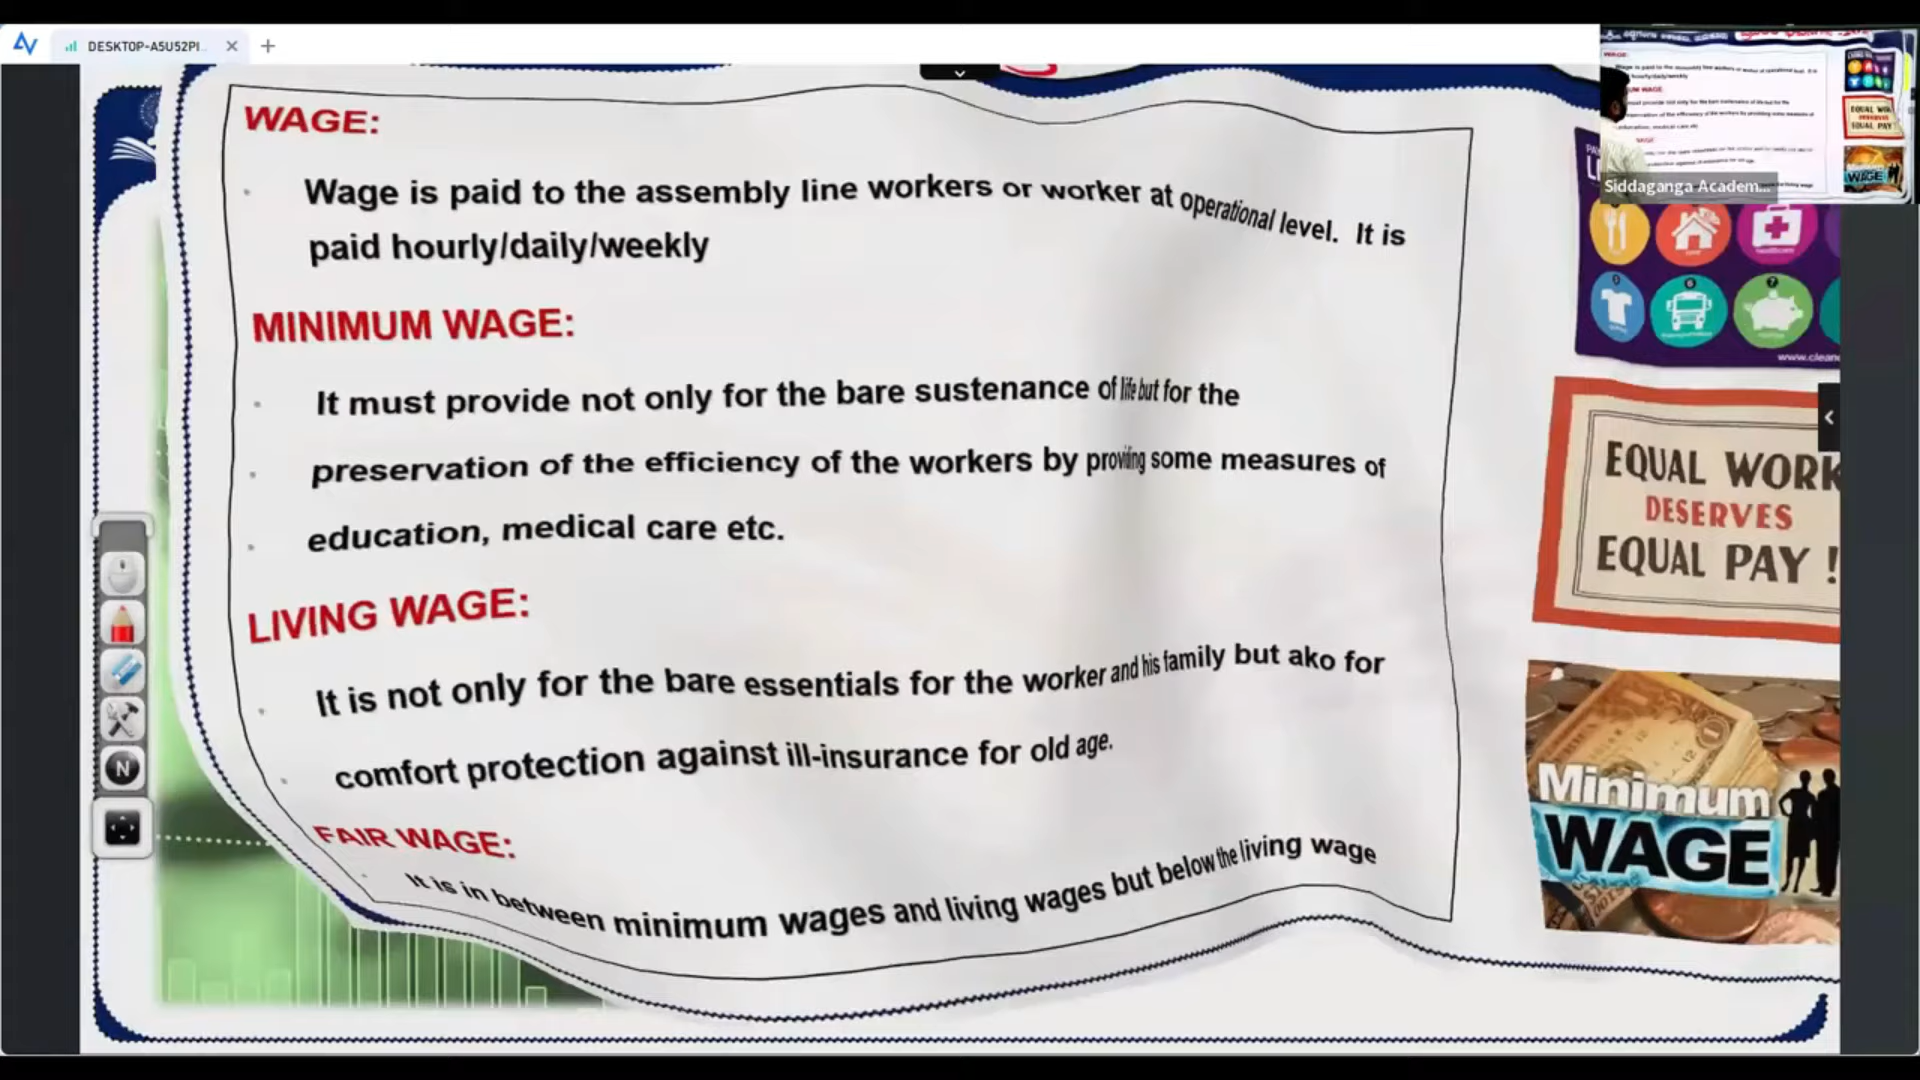 DESKTOP-A5U52PI...
WAGE:
Wage is paid to the assembly line workers or worker at operational level. It is
paid hourly/daily/weekly
MINIMUM WAGE:
It must provide not only for the bare sustenance of life but for the
preservation of the efficiency of the workers by providing some measures of
education, medical care etc.
LIVING WAGE:
It is not only for the bare essentials for the worker and his family but ako for
comfort protection against ill-insurance for old age.
FAIR WAGE:
It is in between minimum wages and living wages but below the living wage
Siddaganga Academ...
www.clean
EQUAL WORK
DESERVES
EQUAL PAY !
Minimum
WAGE
N